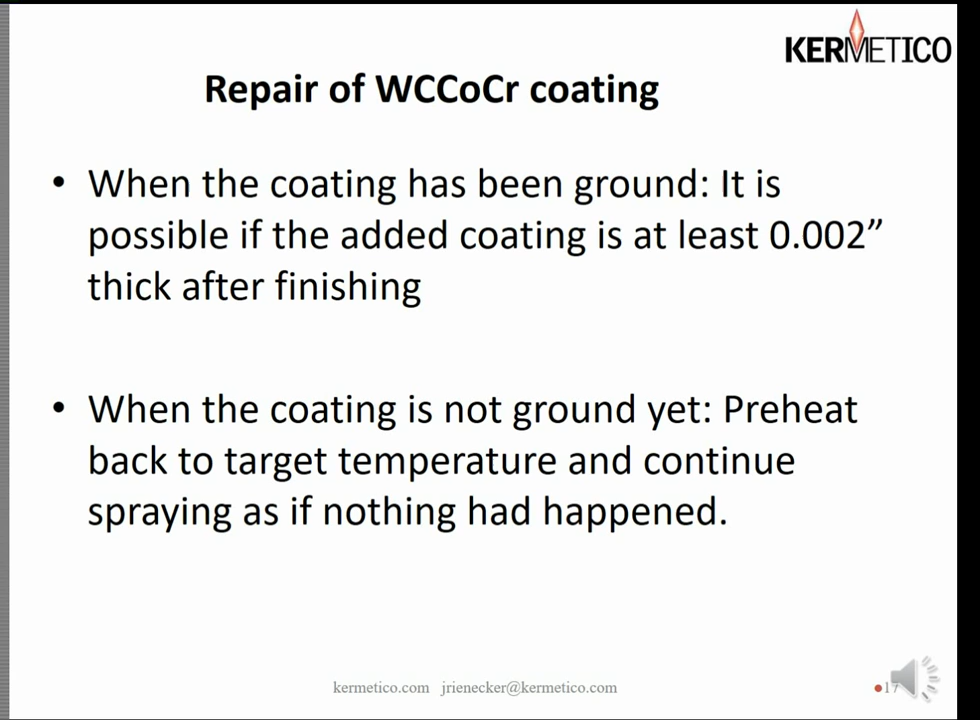 KERMETICO
Repair of WCCoCr coating
• When the coating has been ground: It is
possible if the added coating is at least 0.002”
thick after finishing
• When the coating is not ground yet: Preheat
back to target temperature and continue
spraying as if nothing had happened.
kermetico.com jrienecker@kermetico.com
•17